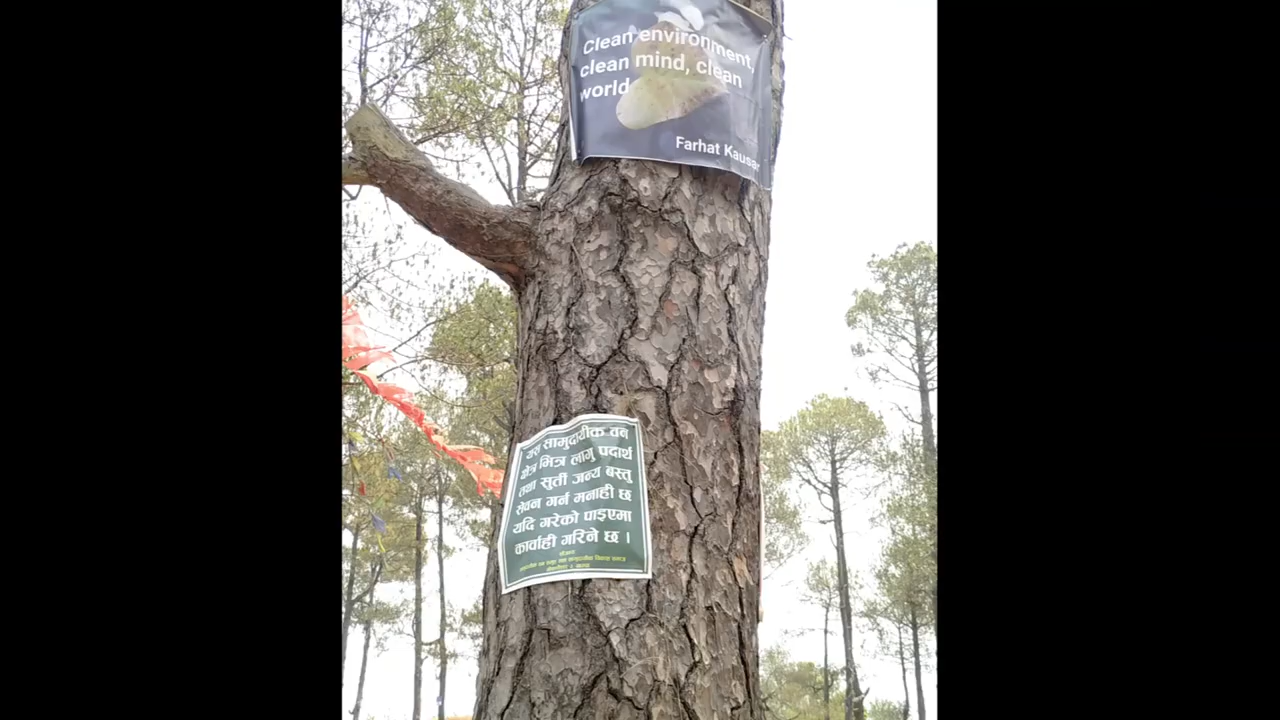 Clean environment,
clean mind, clean
world
Farhat Kausar
यस सामुदायीक वन
क्षेत्र भित्र लागु पदार्थ
तथा सुर्ती जन्य बस्तु
सेवन गर्न मनाही छ
यदि गरेको पाइएमा
कार्वाही गरिने छ ।